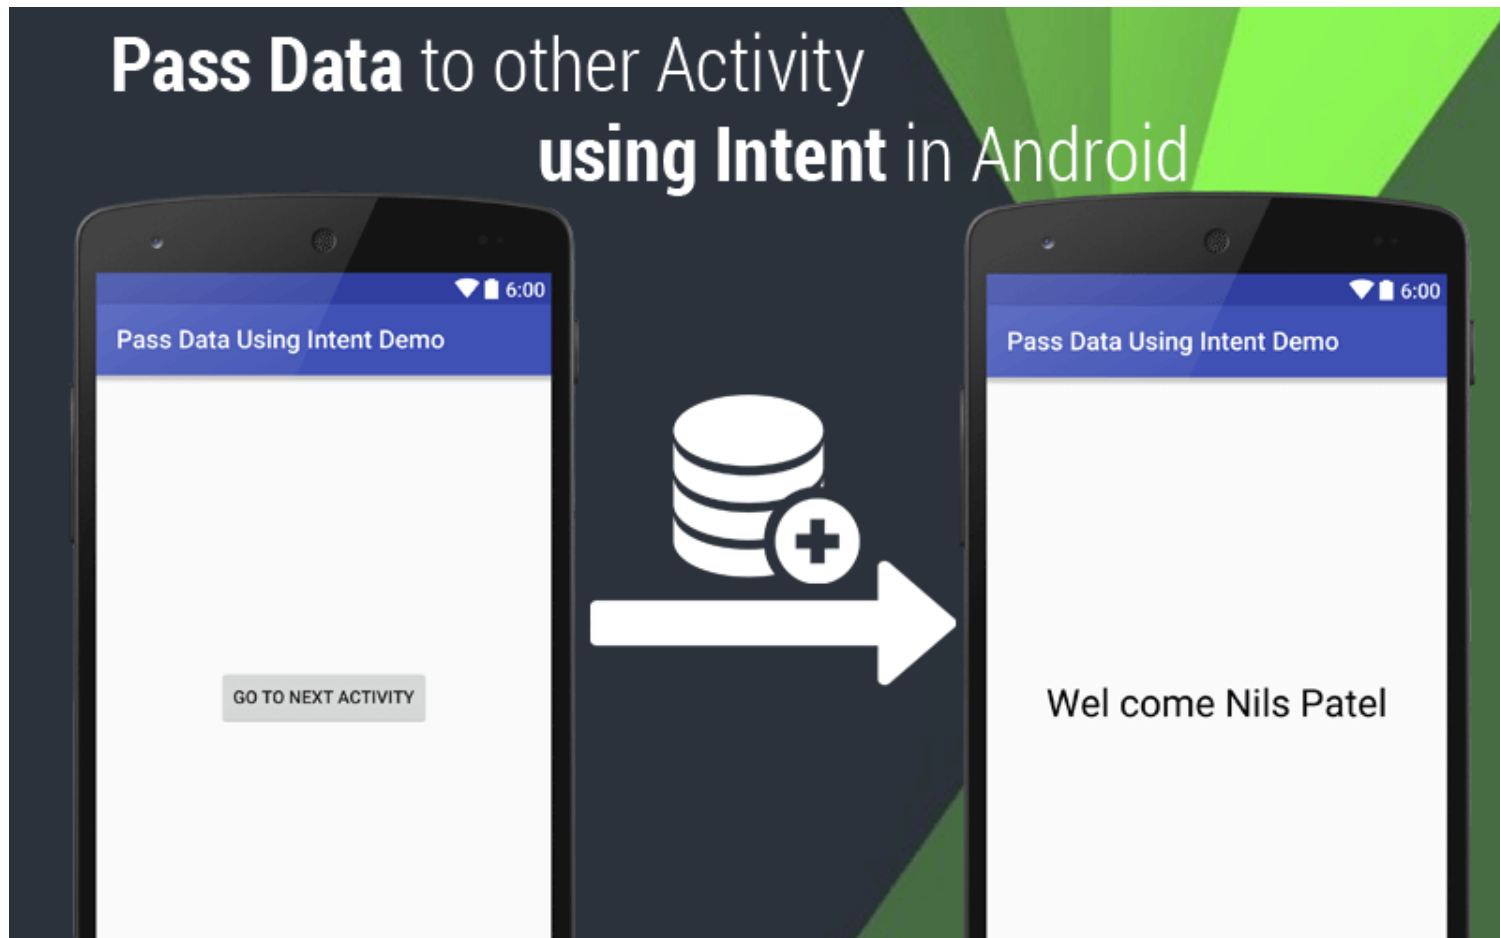 Pass Data to other Activity
using Intent in Android
6:00
Pass Data Using Intent Demo
GO TO NEXT ACTIVITY
6:00
Pass Data Using Intent Demo
Wel come Nils Patel